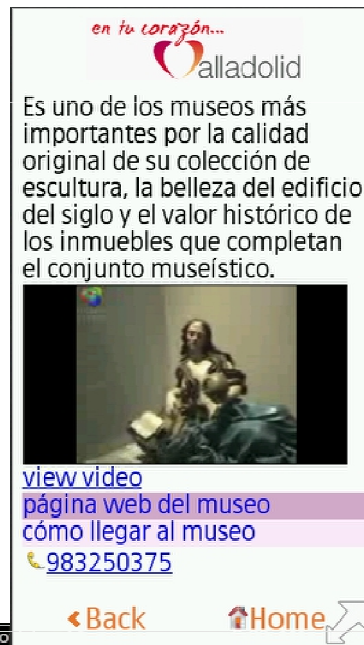 en tu corazón...
Valladolid
Es uno de los museos más
importantes por la calidad
original de su colección de
escultura, la belleza del edificio
del siglo y el valor histórico de
los inmuebles que completan
el conjunto museístico.
view video
página web del museo
cómo llegar al museo
983250375
Back Home